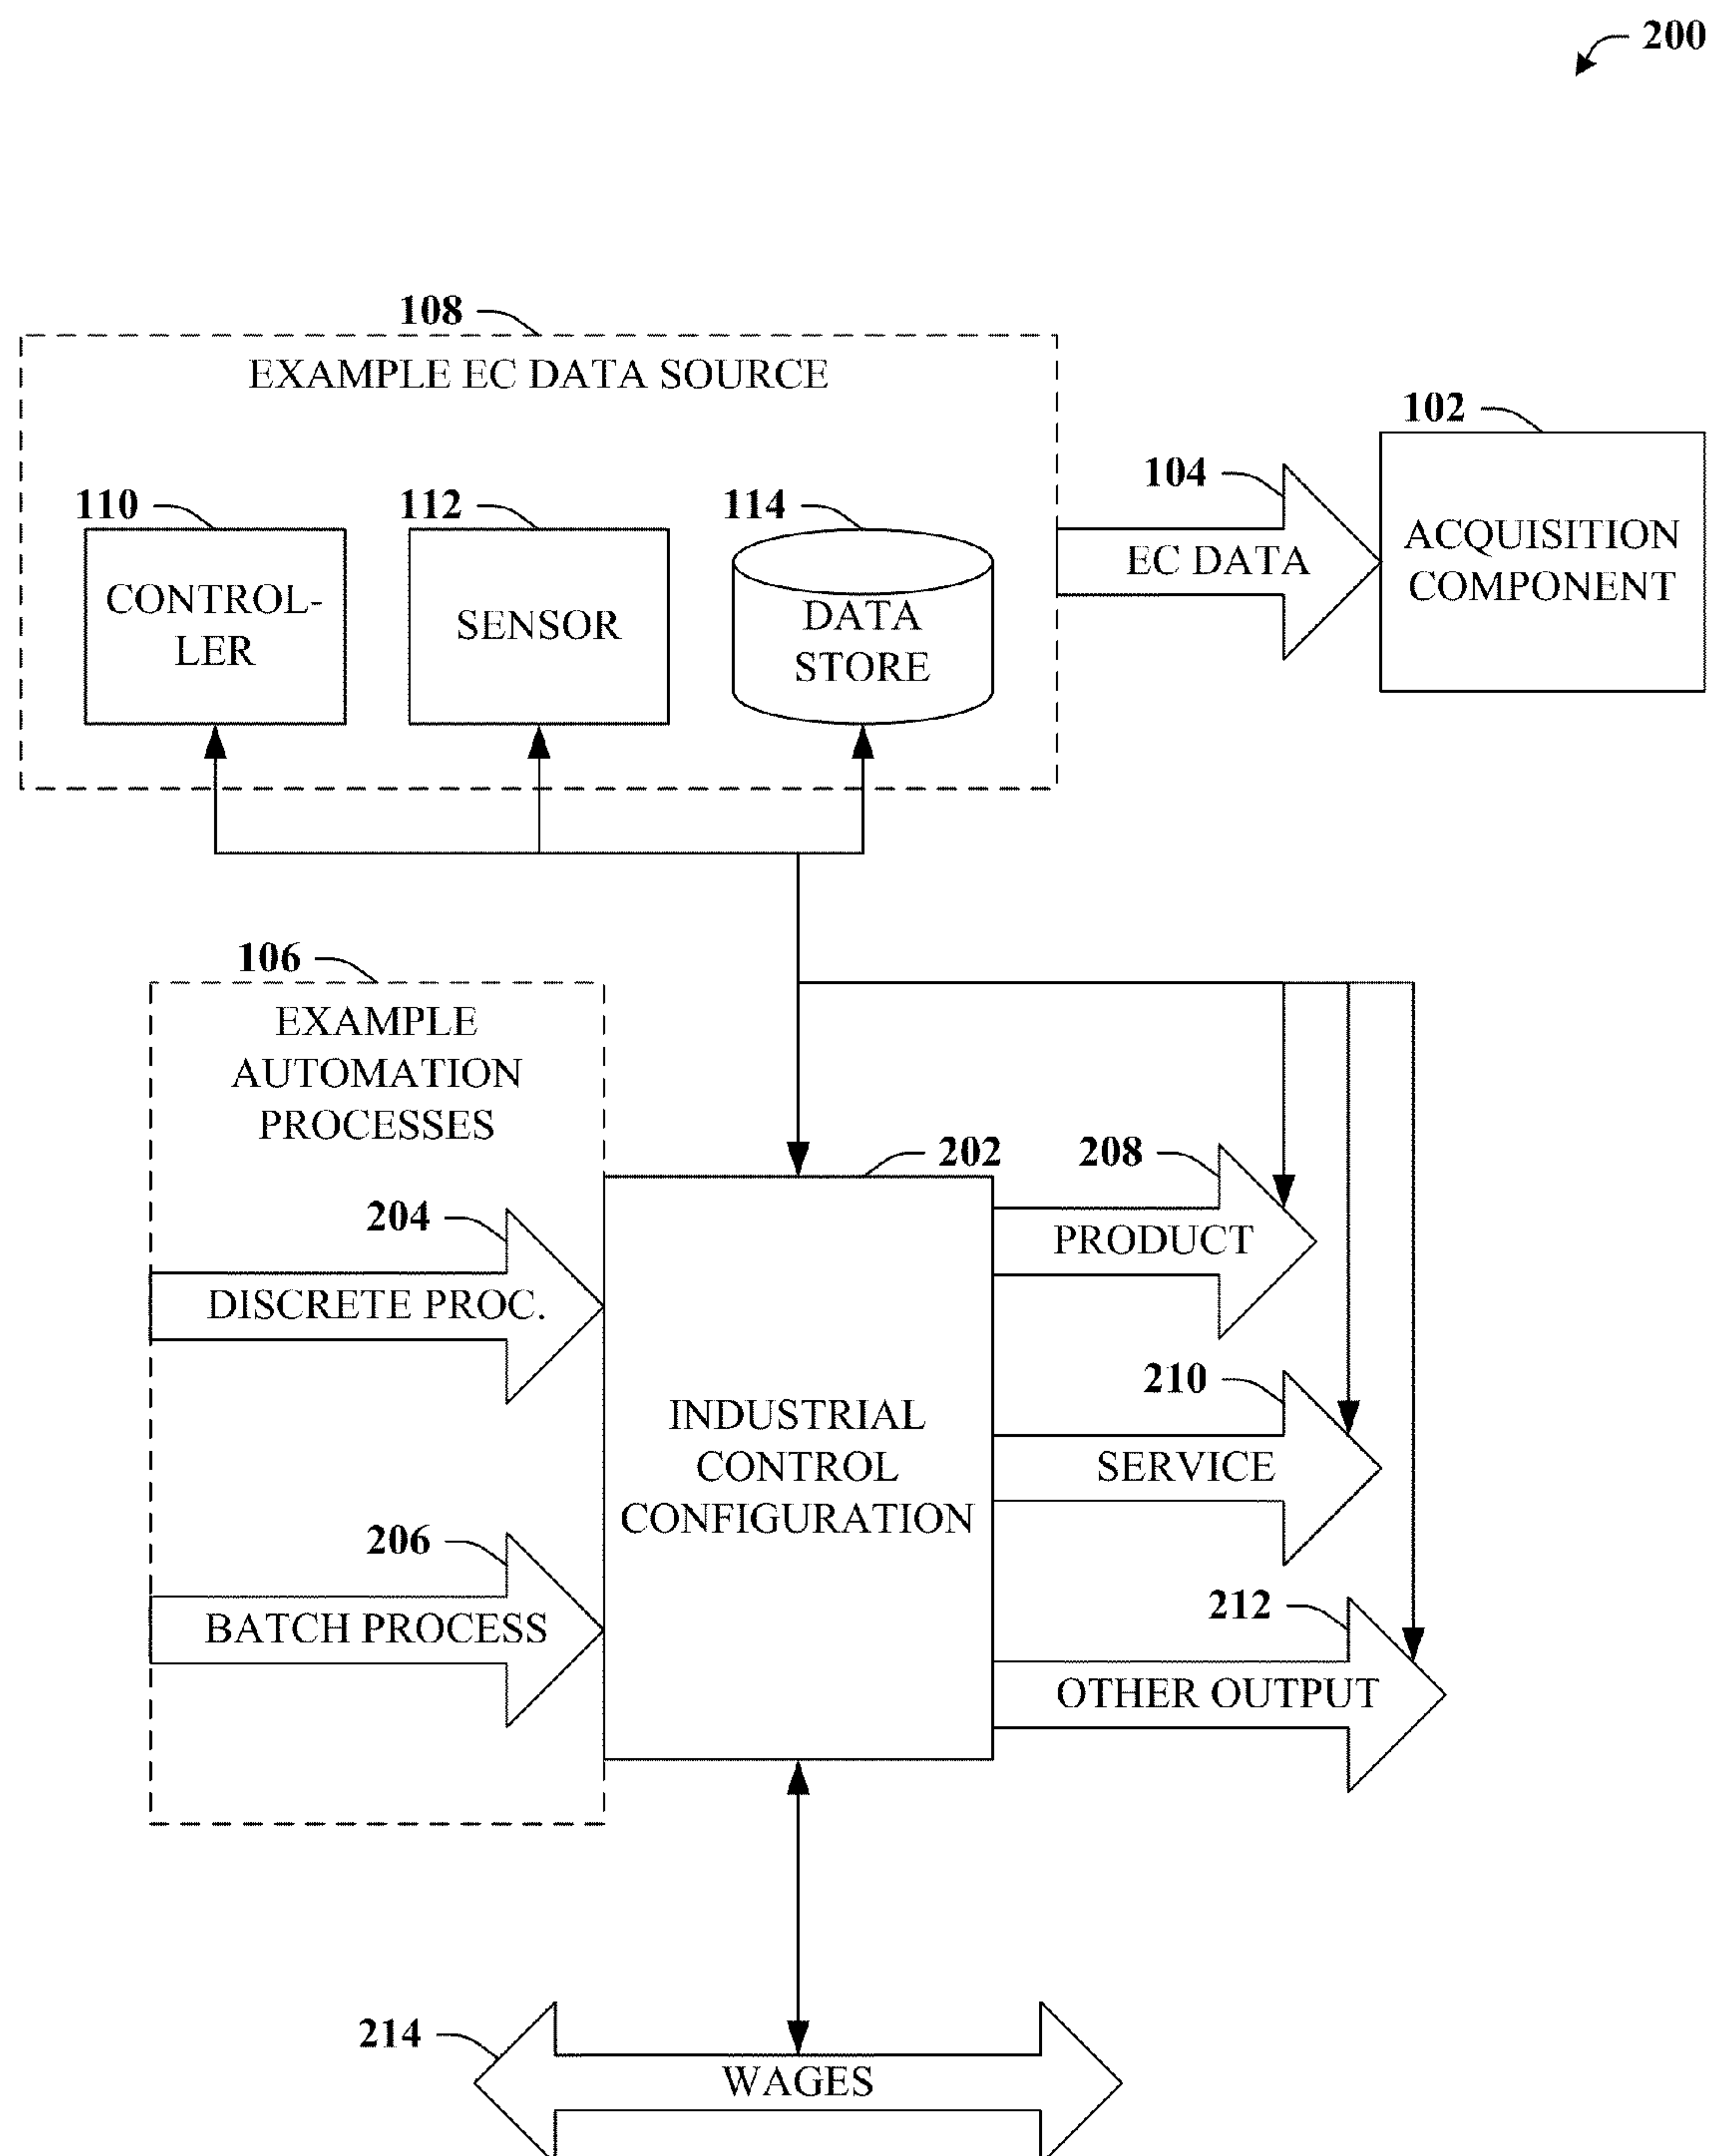 200
108
EXAMPLE EC DATA SOURCE
102
104
110
112
114
EC DATA
ACQUISITION
COMPONENT
CONTROL-
LER
SENSOR
DATA
STORE
106
EXAMPLE
AUTOMATION
PROCESSES
202
208
204
PRODUCT
DISCRETE PROC.
210
INDUSTRIAL
CONTROL
CONFIGURATION
SERVICE
206
212
BATCH PROCESS
OTHER OUTPUT
214
WAGES